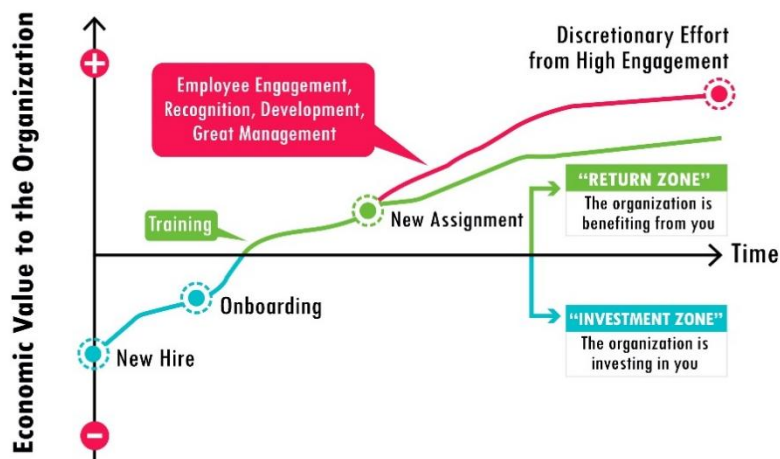 Economic Value to the Organization
+
Discretionary Effort
from High Engagement
Employee Engagement,
Recognition, Development,
Great Management
"RETURN ZONE"
The organization is
benefiting from you
Training
New Assignment
Time
Onboarding
"INVESTMENT ZONE"
The organization is
investing in you
New Hire
−